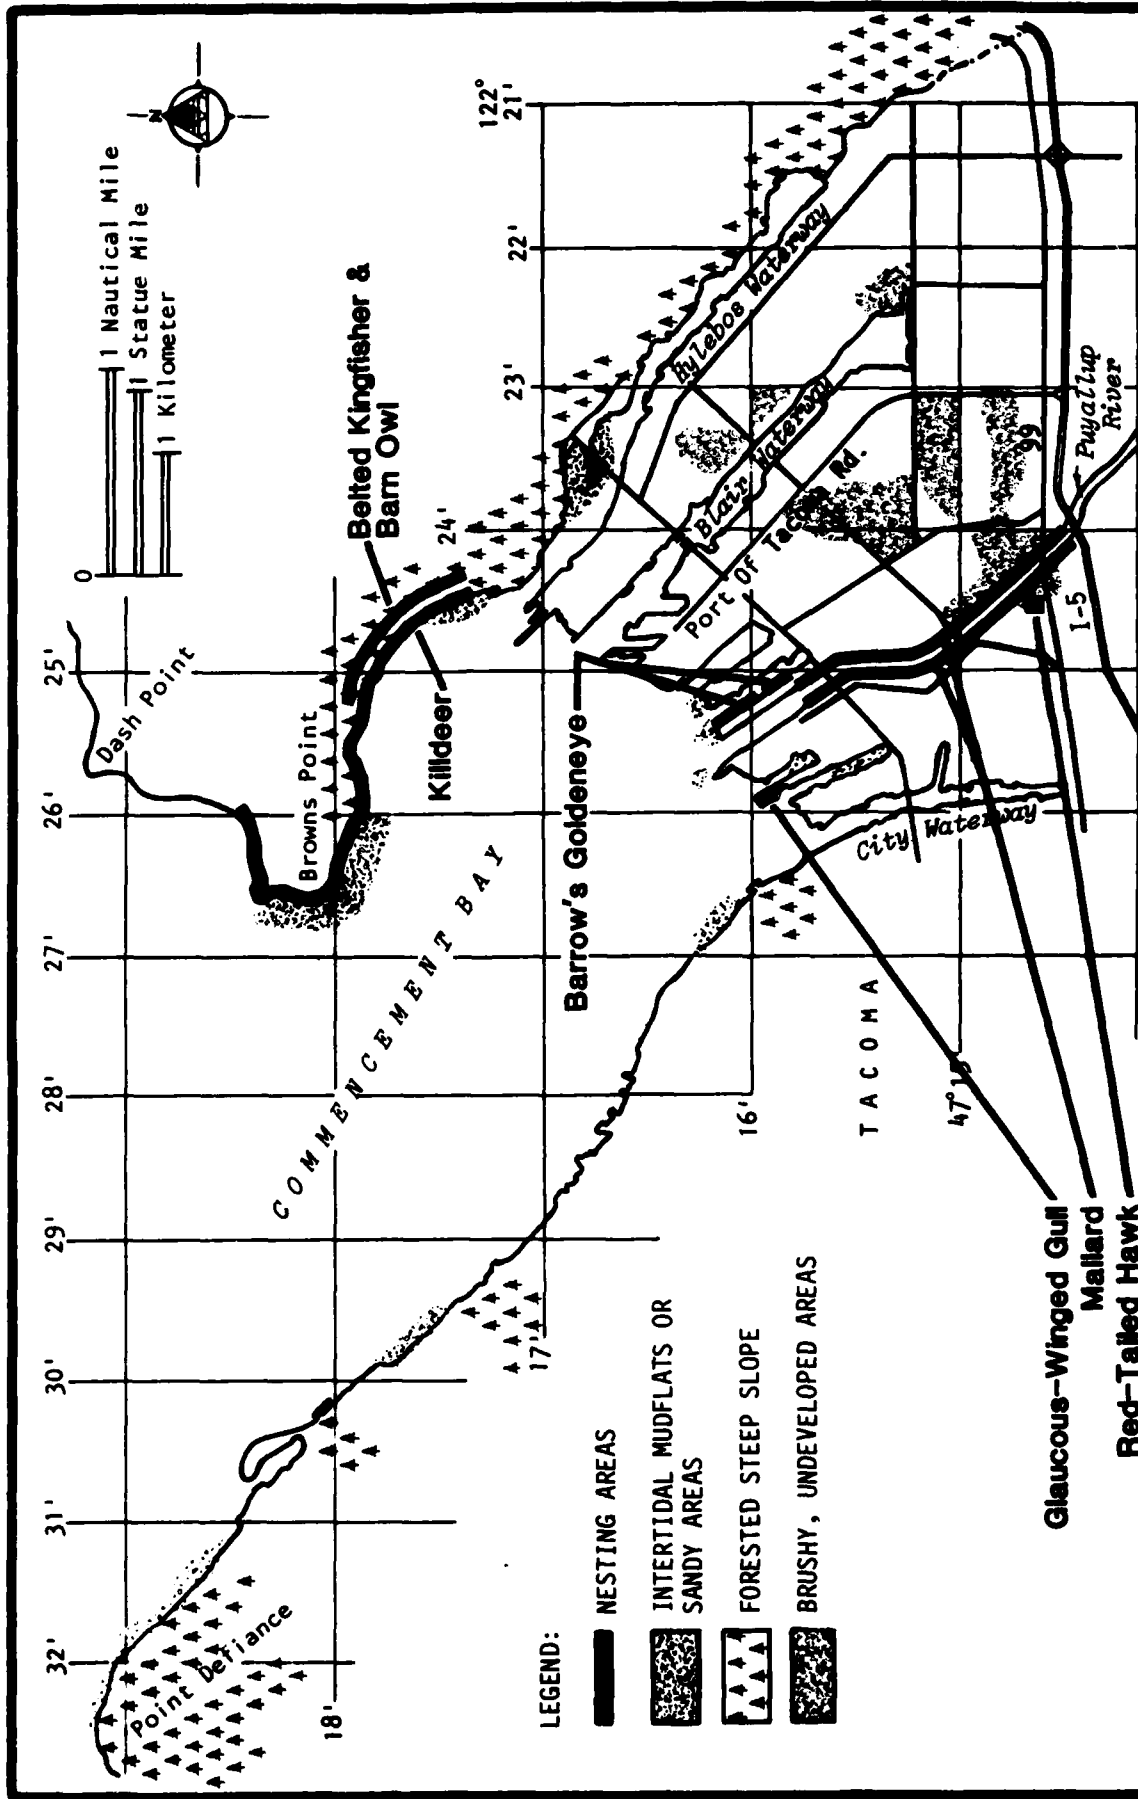 32'
31'
30'
29'
28'
27'
26'
25'
24'
23'
22'
122°
21'
0
1 Nautical Mile
1 Statue Mile
1 Kilometer
N
Dash Point
Browns Point
Belted Kingfisher &
Barn Owl
Killdeer
COMMENCEMENT BAY
Point Defiance
18'
17'
16'
47°15'
Barrow's Goldeneye
Hylebos Waterway
Blair Waterway
Port Of Tacoma Rd.
City Waterway
Puyallup
River
99
I-5
TACOMA
Glaucous-Winged Gull
Mallard
Red-Tailed Hawk
LEGEND:
NESTING AREAS
INTERTIDAL MUDFLATS OR
SANDY AREAS
FORESTED STEEP SLOPE
BRUSHY, UNDEVELOPED AREAS